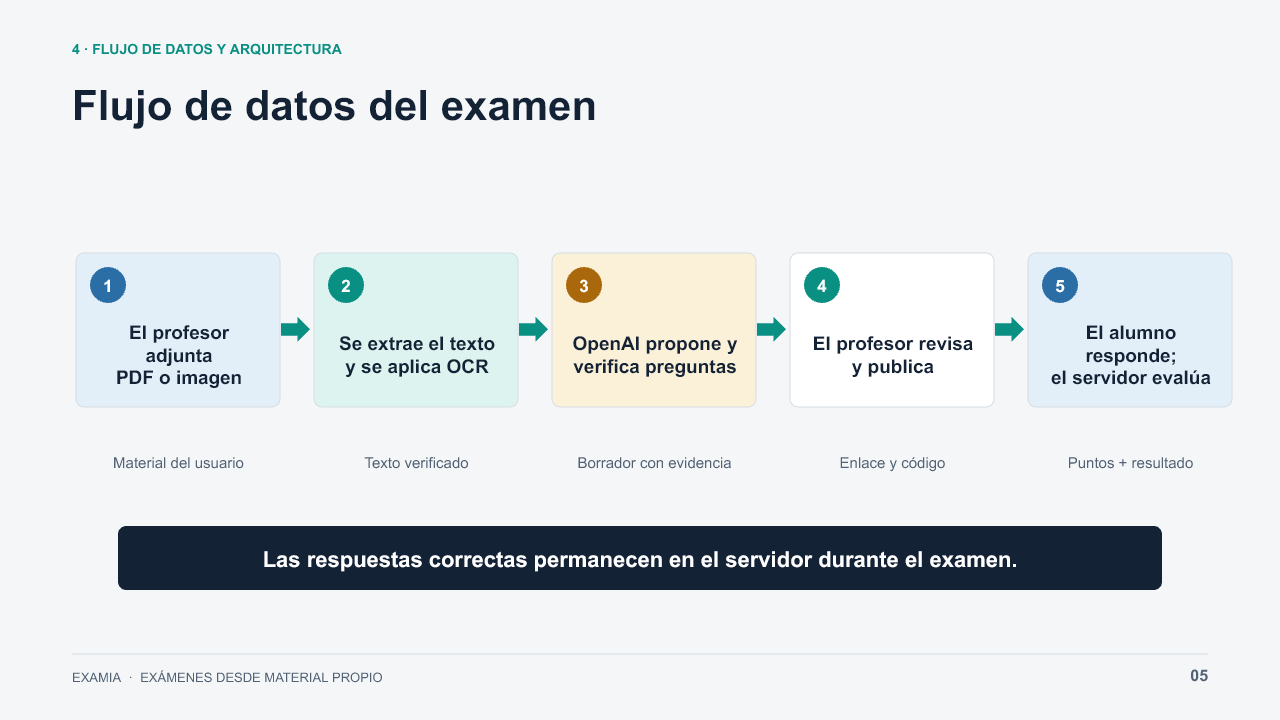 4 · FLUJO DE DATOS Y ARQUITECTURA
Flujo de datos del examen
1
El profesor
adjunta
PDF o imagen
2
Se extrae el texto
y se aplica OCR
3
OpenAI propone y
verifica preguntas
4
El profesor revisa
y publica
5
El alumno
responde;
el servidor evalúa
Material del usuario
Texto verificado
Borrador con evidencia
Enlace y código
Puntos + resultado
Las respuestas correctas permanecen en el servidor durante el examen.
EXAMIA · EXÁMENES DESDE MATERIAL PROPIO
05